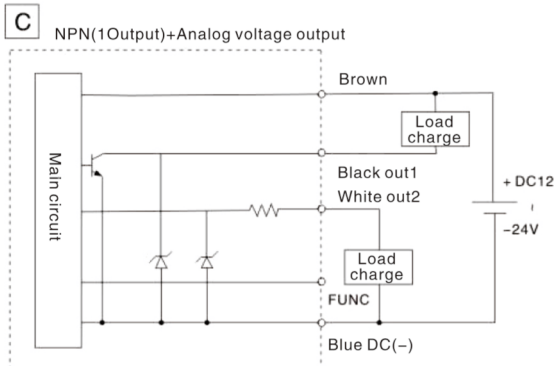 C
NPN(1Output)+Analog voltage output
Brown
Load
charge
Main circuit
Black out1
White out2
+ DC12
–24V
Load
charge
FUNC
Blue DC(–)